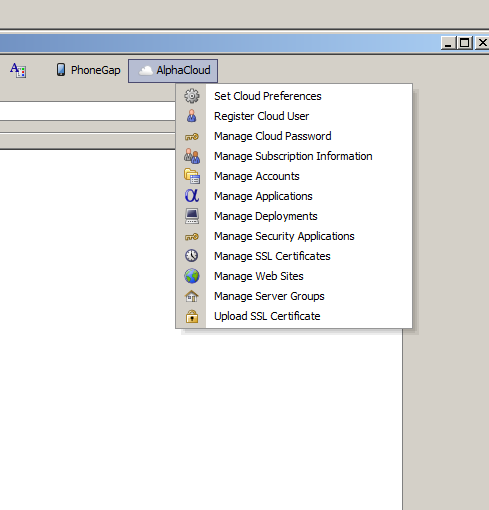 PhoneGap
AlphaCloud
Set Cloud Preferences
Register Cloud User
Manage Cloud Password
Manage Subscription Information
Manage Accounts
Manage Applications
Manage Deployments
Manage Security Applications
Manage SSL Certificates
Manage Web Sites
Manage Server Groups
Upload SSL Certificate